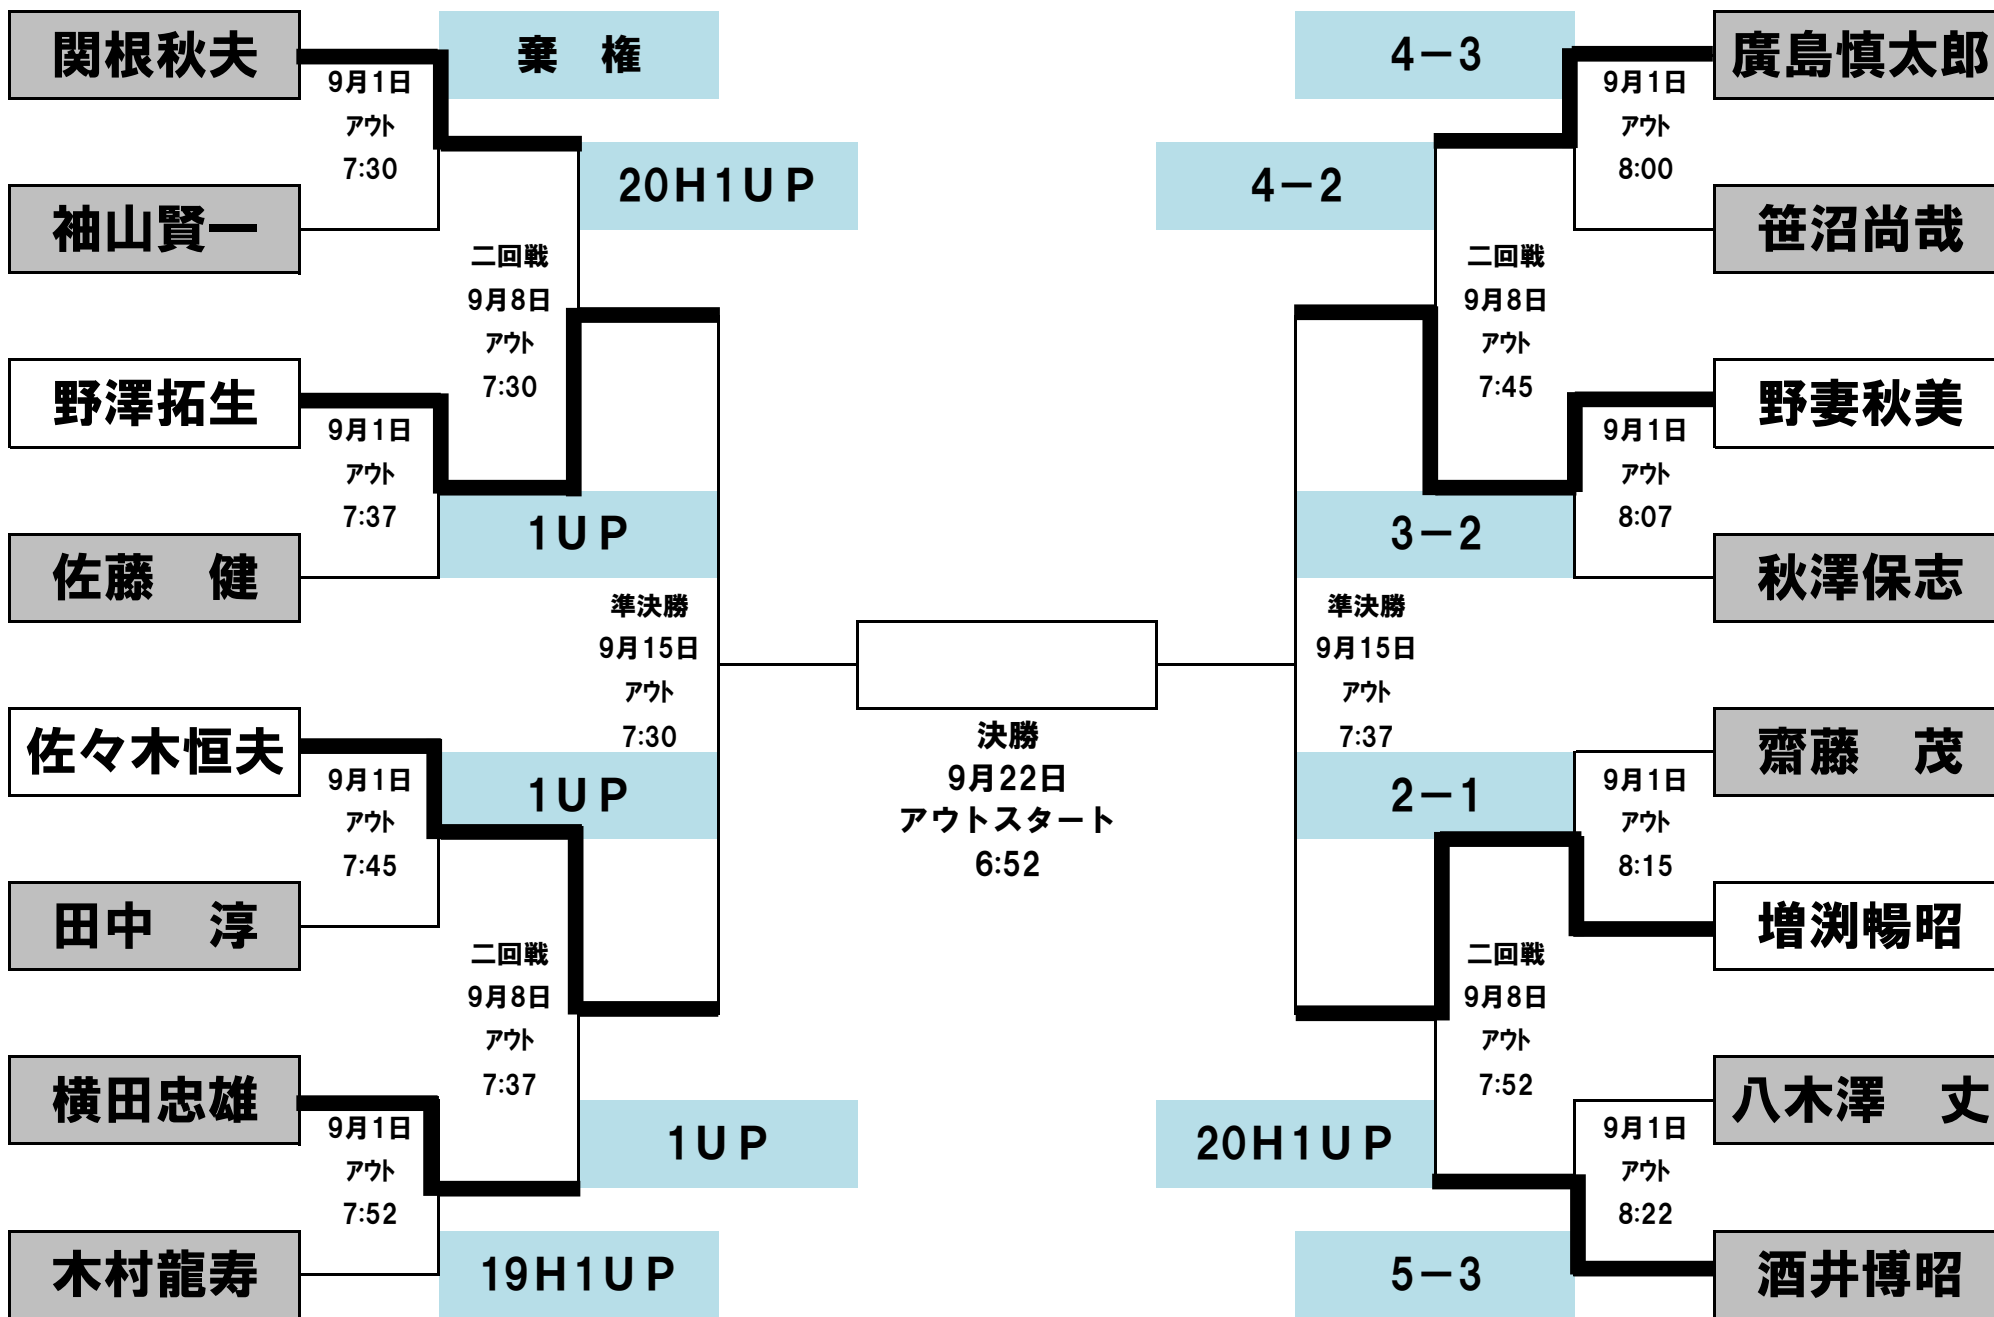 関根秋夫
9月1日
アウト
7:30
棄　権
袖山賢一
20H1UP
二回戦
9月8日
アウト
7:30
野澤拓生
9月1日
アウト
7:37
1UP
佐藤　健
準決勝
9月15日
アウト
7:30
佐々木恒夫
9月1日
アウト
7:45
1UP
田中　淳
二回戦
9月8日
アウト
7:37
横田忠雄
9月1日
アウト
7:52
1UP
木村龍寿
19H1UP
決勝
9月22日
アウトスタート
6:52
4－3
廣島慎太郎
9月1日
アウト
8:00
4－2
笹沼尚哉
二回戦
9月8日
アウト
7:45
野妻秋美
9月1日
アウト
8:07
3－2
秋澤保志
準決勝
9月15日
アウト
7:37
齋藤　茂
9月1日
アウト
8:15
2－1
増渕暢昭
二回戦
9月8日
アウト
7:52
八木澤　丈
9月1日
アウト
8:22
20H1UP
5－3
酒井博昭